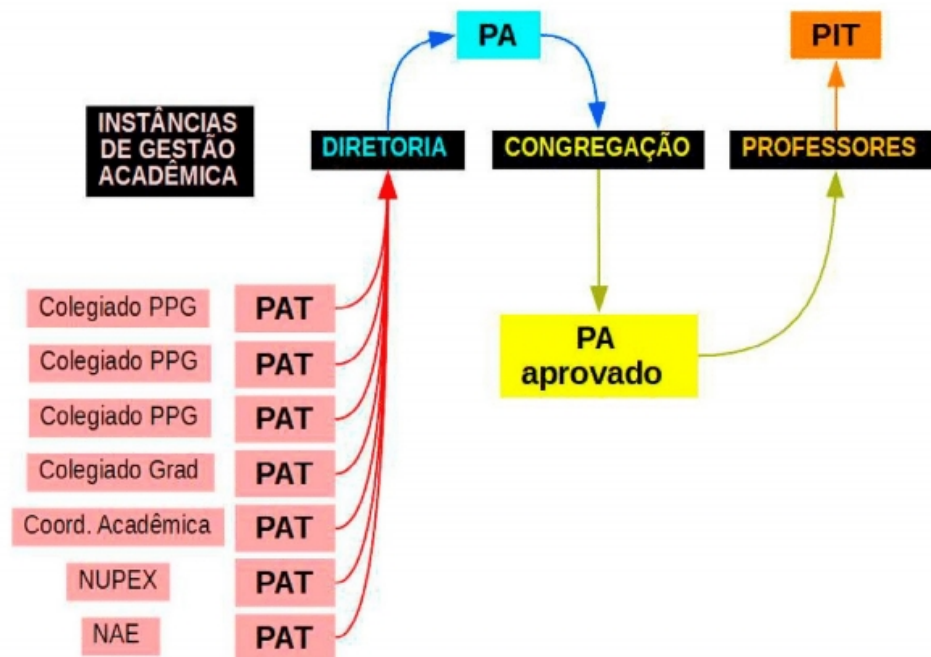 PA
PIT
INSTÂNCIAS
DE GESTÃO
ACADÊMICA
DIRETORIA
CONGREGAÇÃO
PROFESSORES
Colegiado PPG
PAT
Colegiado PPG
PAT
Colegiado PPG
PAT
Colegiado Grad
PAT
Coord. Acadêmica
PAT
NUPEX
PAT
NAE
PAT
PA
aprovado